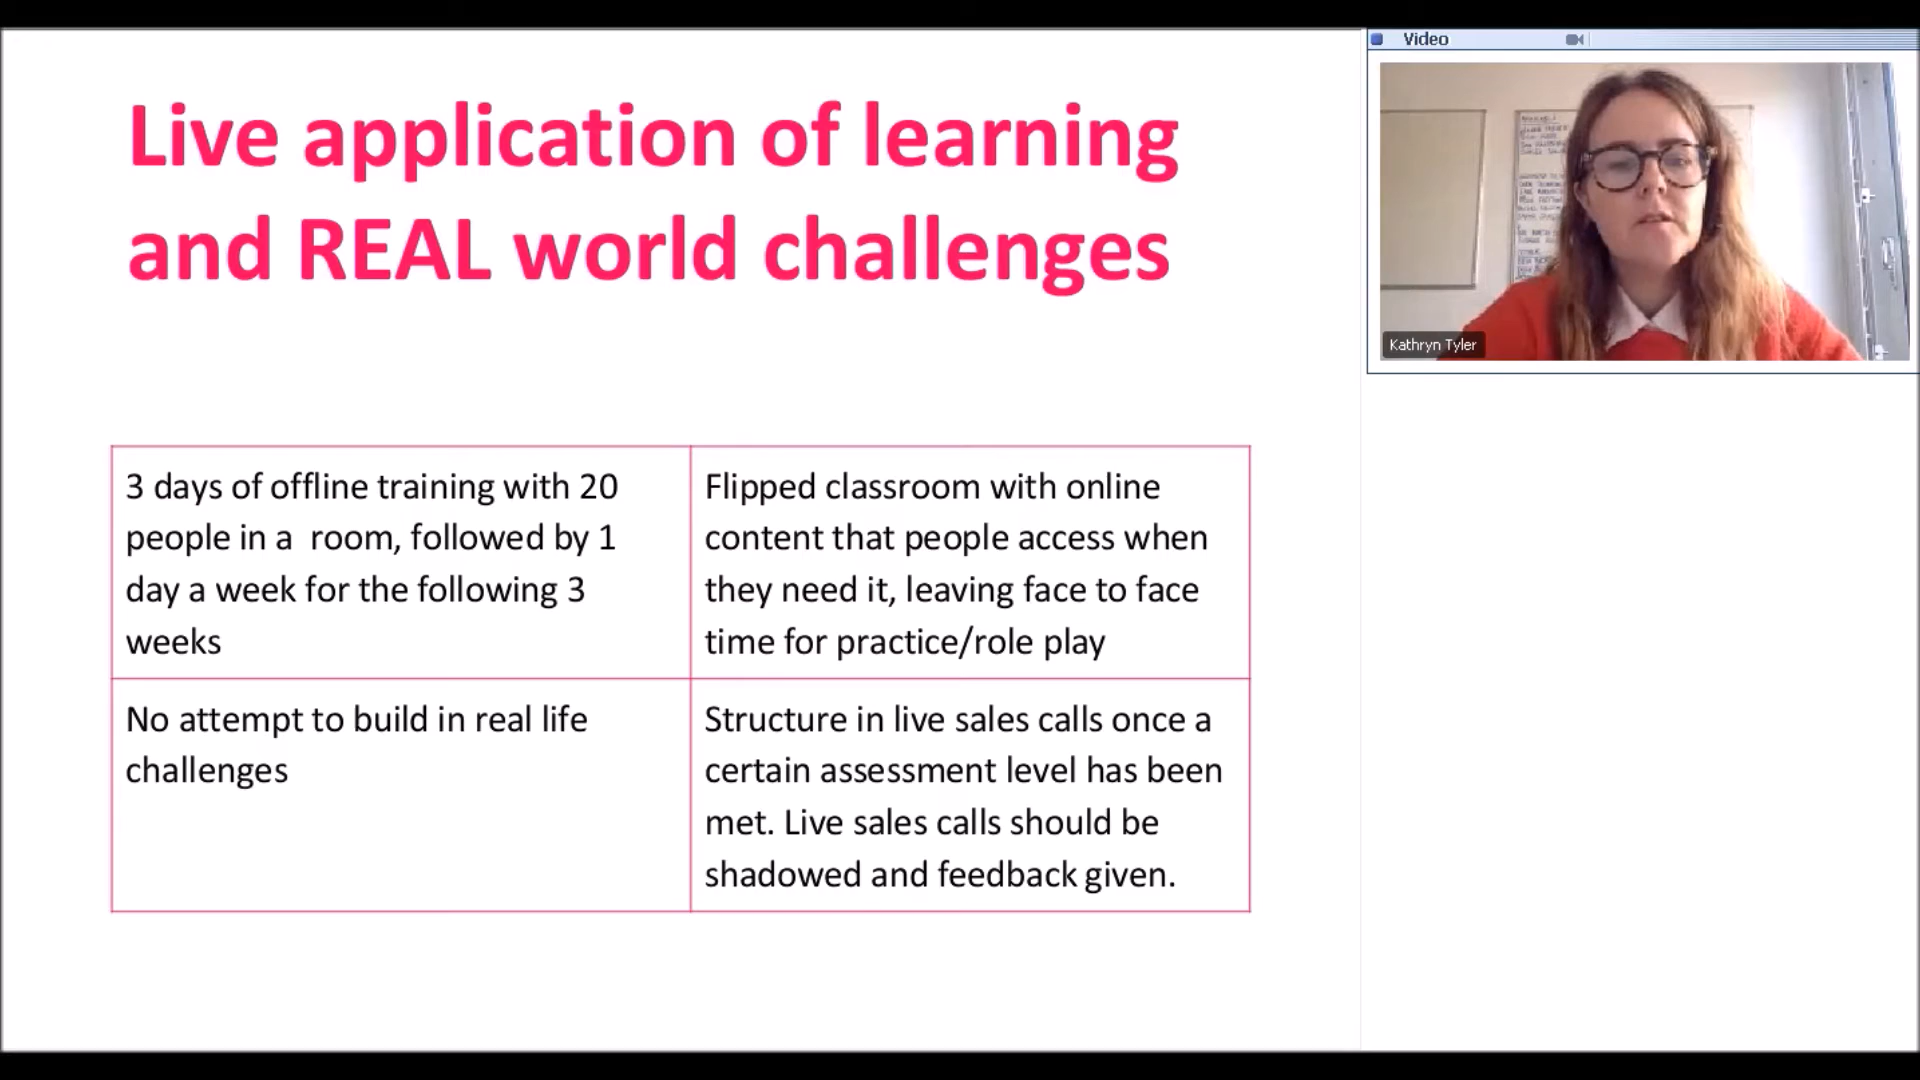 Live application of learning
and REAL world challenges
3 days of offline training with 20
people in a room, followed by 1
day a week for the following 3
weeks
Flipped classroom with online
content that people access when
they need it, leaving face to face
time for practice/role play
No attempt to build in real life
challenges
Structure in live sales calls once a
certain assessment level has been
met. Live sales calls should be
shadowed and feedback given.
Video
Kathryn Tyler